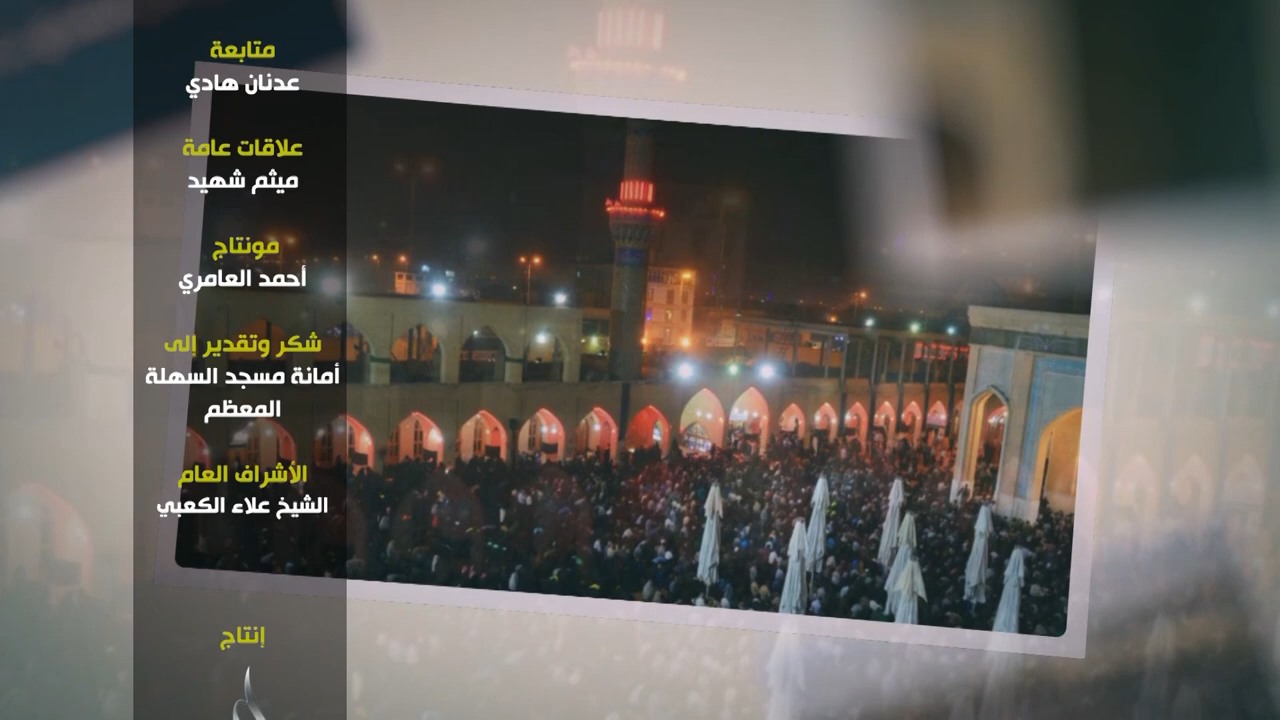 متابعة
عدنان هادي
علاقات عامة
ميثم شهيد
مونتاج
أحمد العامري
شكر وتقدير إلى
أمانة مسجد السهلة
المعظم
الأشراف العام
الشيخ علاء الكعبي
إنتاج